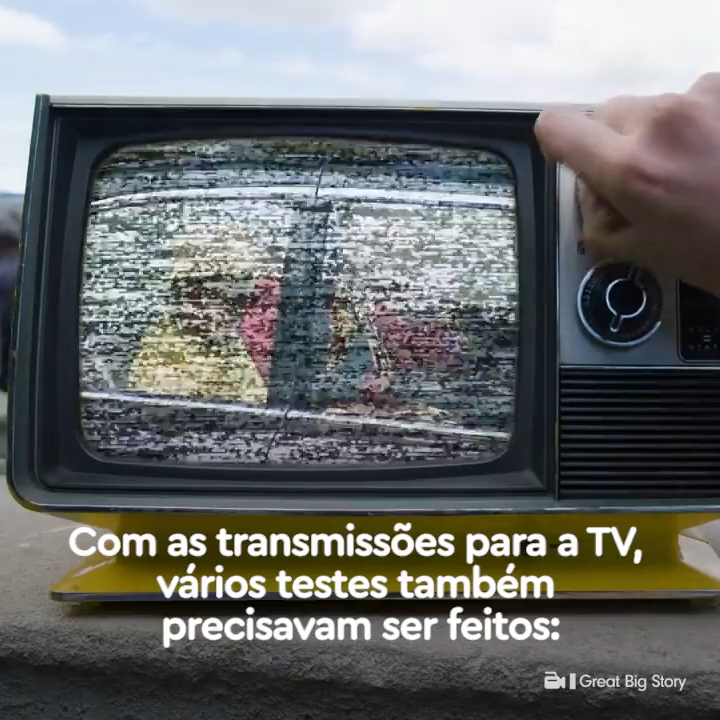 Com as transmissões para a TV,
vários testes também
precisavam ser feitos:
Great Big Story